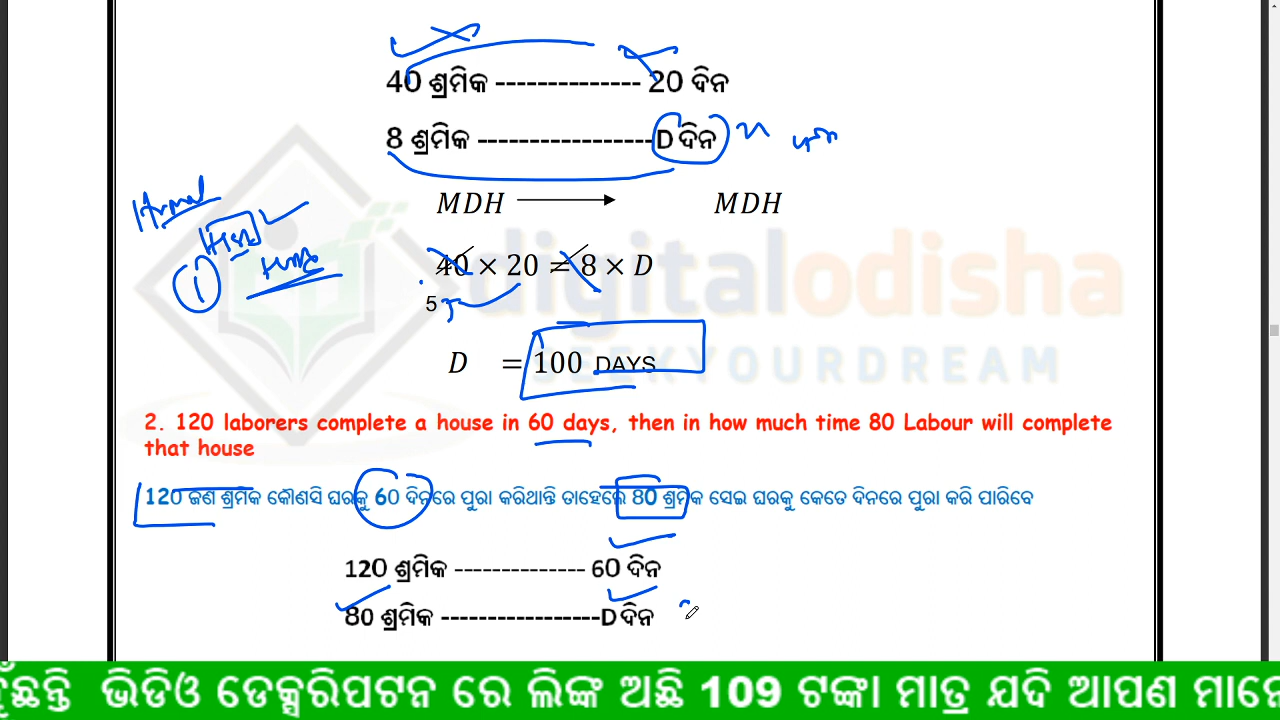 40 ଶ୍ରମିକ -------------- 20 ଦିନ
8 ଶ୍ରମିକ -----------------D ଦିନ
MDH ⟶ MDH
40 × 20 = 8 × D
5
D = 100 DAYS
digitalodisha
SEEKYOURDREAM
2. 120 laborers complete a house in 60 days, then in how much time 80 Labour will complete
that house
120 ଜଣ ଶ୍ରମିକ କୌଣସି ଘରକୁ 60 ଦିନରେ ପୁରା କରିଥାନ୍ତି ତାହେଲେ 80 ଶ୍ରମିକ ସେଇ ଘରକୁ କେତେ ଦିନରେ ପୁରା କରି ପାରିବେ
120 ଶ୍ରମିକ -------------- 60 ଦିନ
80 ଶ୍ରମିକ -----------------D ଦିନ
ହୁଁଛନ୍ତି ଭିଡିଓ ଡେକ୍ସରିପଟନ ରେ ଲିଙ୍କ ଅଛି 109 ଟଙ୍କା ମାତ୍ର ଯଦି ଆପଣ ମାନେ